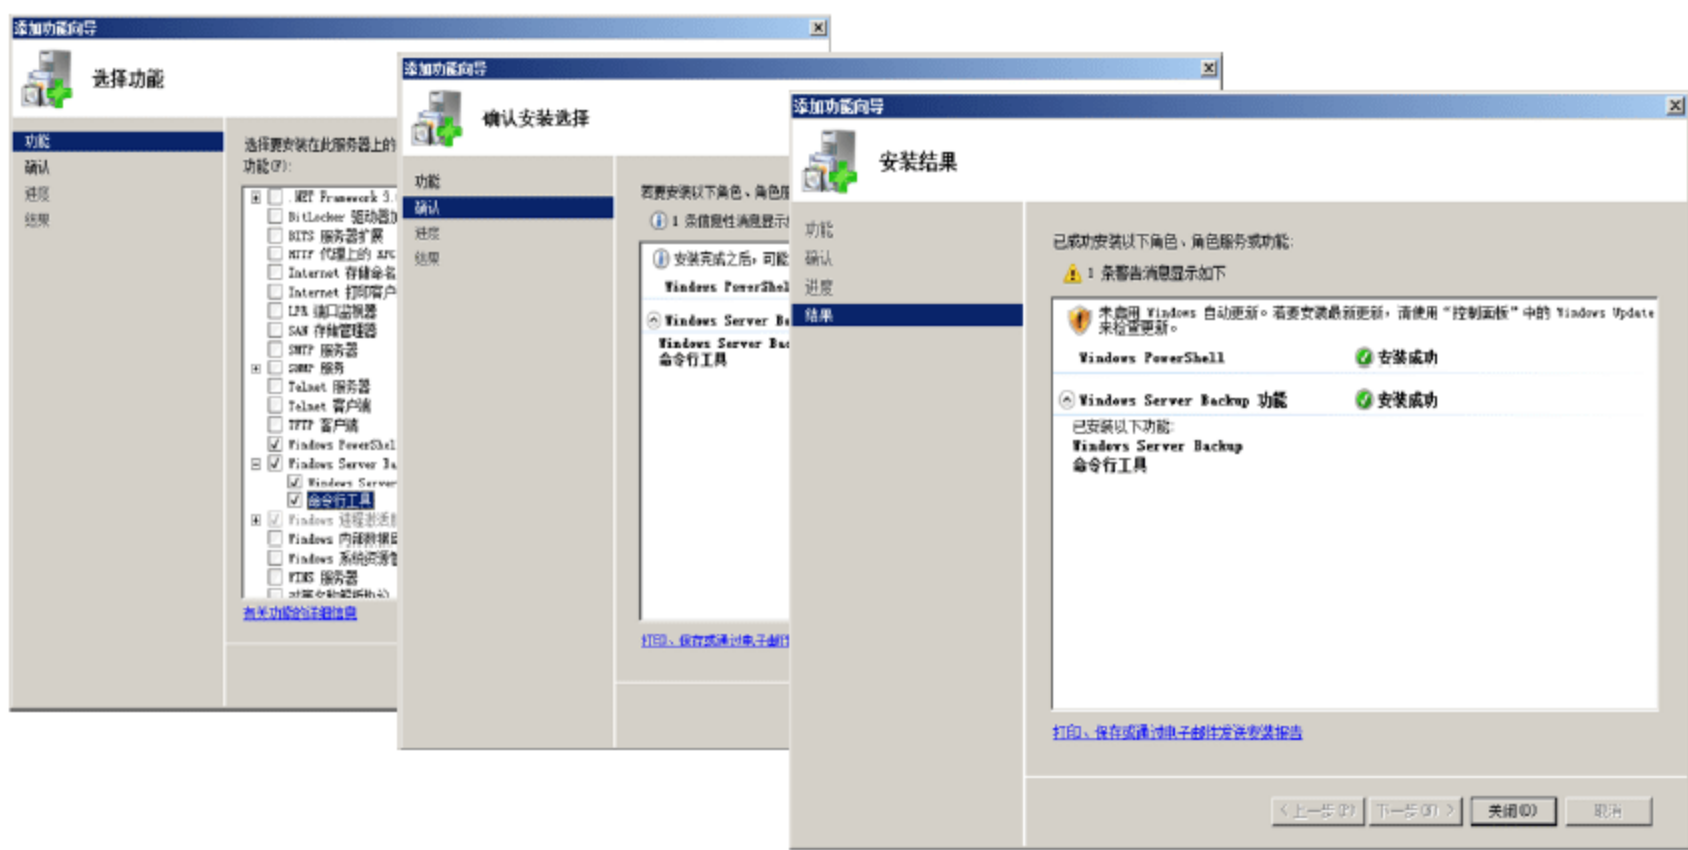 添加功能向导
选择功能
功能
确认
进度
结果
选择要安装在此服务器上的
功能(F):
.NET Framework 3.
BitLocker 驱动器加
BITS 服务器扩展
HTTP 代理上的 RPC
Internet 存储命名
Internet 打印客户
LPR 端口监视器
SAN 存储管理器
SMTP 服务器
SNMP 服务
Telnet 服务器
Telnet 客户端
TFTP 客户端
Windows PowerShel
Windows Server Ba
Windows Server
命令行工具
Windows 进程激活
Windows 内部数据
Windows 系统资源管
WINS 服务器
对等名称解析协议
有关功能的详细信息
添加功能向导
确认安装选择
功能
确认
进度
结果
若要安装以下角色、角色服
1 条信息性消息显示
安装完成之后，可能
Windows PowerShel
Windows Server Ba
Windows Server Bac
命令行工具
打印、保存或通过电子邮件
添加功能向导
安装结果
功能
确认
进度
结果
已成功安装以下角色、角色服务或功能:
1 条警告消息显示如下
未启用 Windows 自动更新。若要安装最新更新，请使用“控制面板”中的 Windows Update
来检查更新。
Windows PowerShell 安装成功
Windows Server Backup 功能 安装成功
已安装以下功能:
Windows Server Backup
命令行工具
打印、保存或通过电子邮件发送安装报告
< 上一步(P) 下一步(N) > 关闭(O) 取消